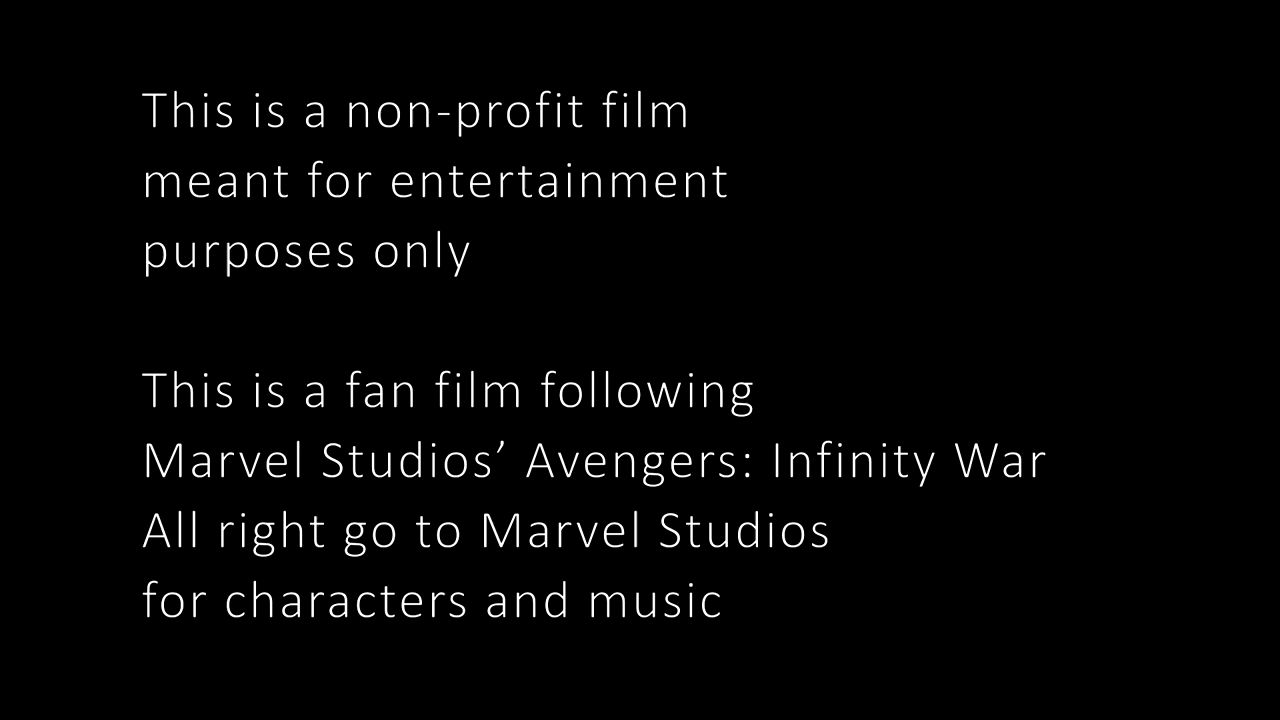 This is a non-profit film
meant for entertainment
purposes only
This is a fan film following
Marvel Studios’ Avengers: Infinity War
All right go to Marvel Studios
for characters and music